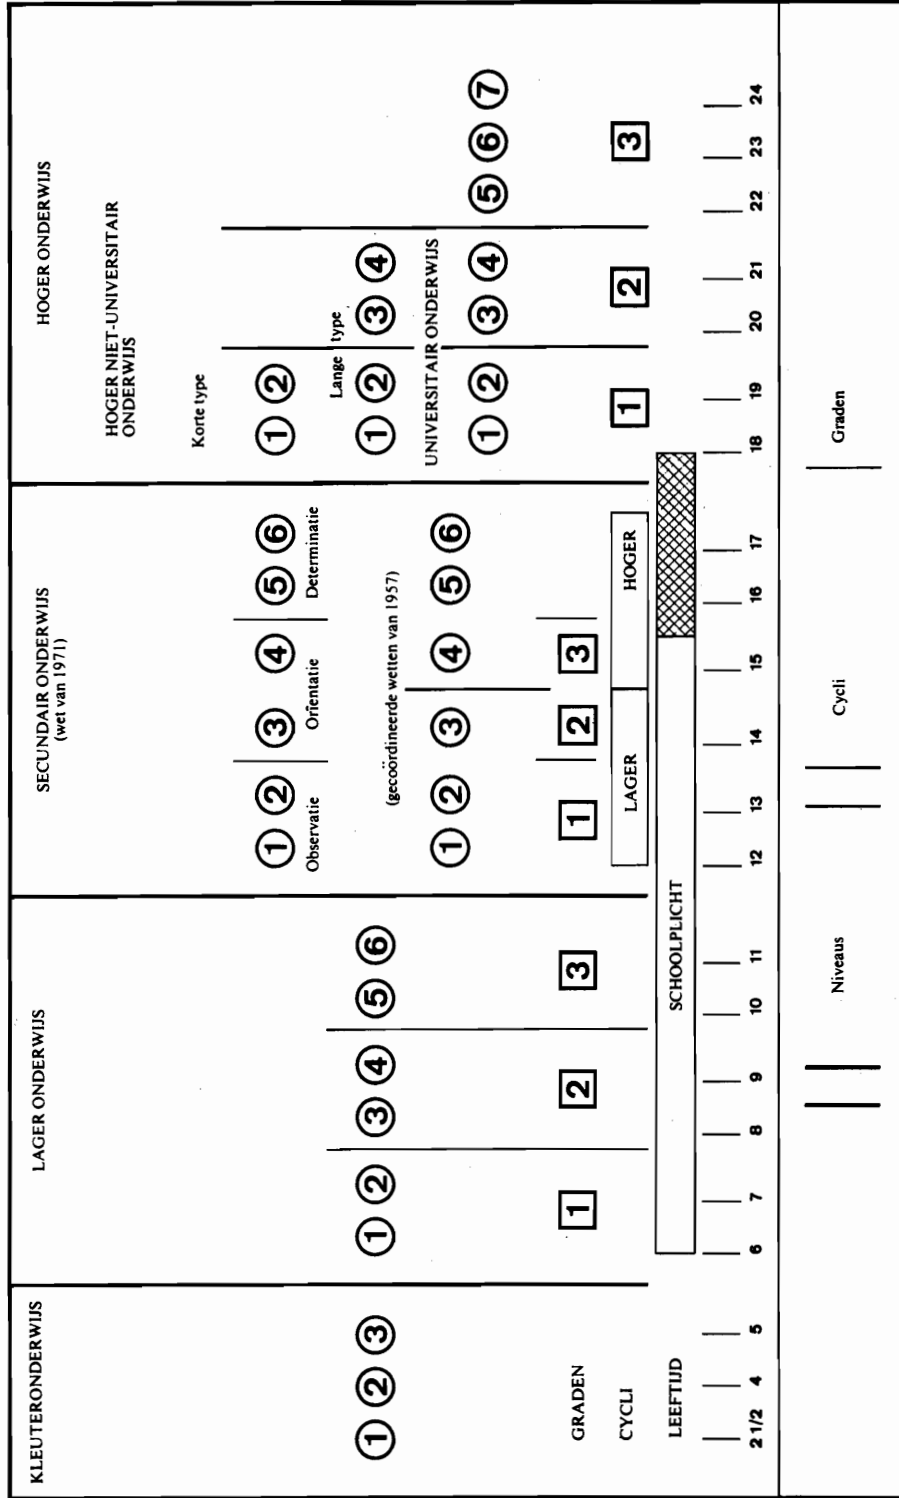 KLEUTERONDERWIJS
LAGER ONDERWIJS
SECUNDAIR ONDERWIJS
(wet van 1971)
HOGER ONDERWIJS
HOGER NIET-UNIVERSITAIR
ONDERWIJS
Korte type
1 2 3 4 5 6 1 2
Observatie Oriëntatie Determinatie
Lange type
1 2 3 1 2 3 4 5 6 1 2 3 4
(gecoördineerde wetten van 1957)
UNIVERSITAIR ONDERWIJS
1 2 3 4 5 6 1 2 3 4 5 6 7
GRADEN 1 2 3 1 2 3
CYCLI LAGER HOGER 1 2 3
LEEFTIJD SCHOOLPLICHT
2 1/2 4 5 6 7 8 9 10 11 12 13 14 15 16 17 18 19 20 21 22 23 24
Niveaus Cycli Graden